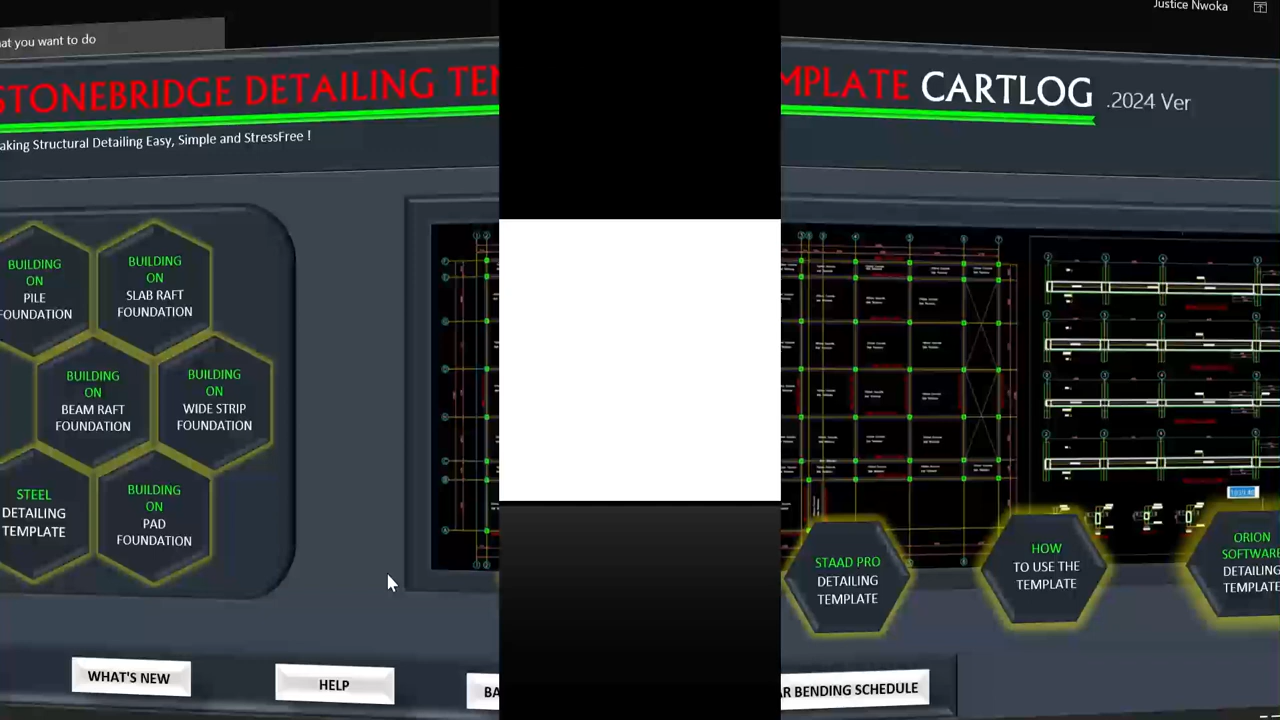 Justice Nwoka
at you want to do
STONEBRIDGE DETAILING TEM
MPLATE CARTLOG .2024 Ver
aking Structural Detailing Easy, Simple and StressFree !
BUILDING
ON
PILE
FOUNDATION
BUILDING
ON
SLAB RAFT
FOUNDATION
BUILDING
ON
BEAM RAFT
FOUNDATION
BUILDING
ON
WIDE STRIP
FOUNDATION
STEEL
DETAILING
TEMPLATE
BUILDING
ON
PAD
FOUNDATION
STAAD PRO
DETAILING
TEMPLATE
HOW
TO USE THE
TEMPLATE
ORION
SOFTWARE
DETAILING
TEMPLATE
WHAT'S NEW
HELP
BA
AR BENDING SCHEDULE